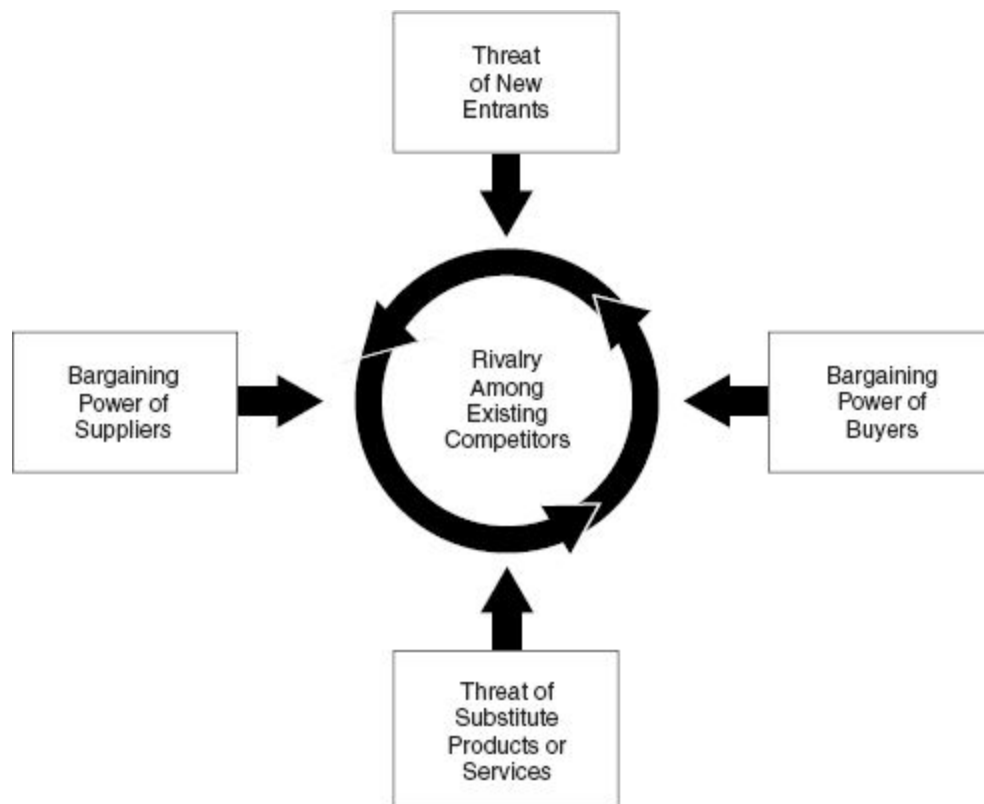 Threat
of New
Entrants
Bargaining
Power of
Suppliers
Rivalry
Among
Existing
Competitors
Bargaining
Power of
Buyers
Threat of
Substitute
Products or
Services